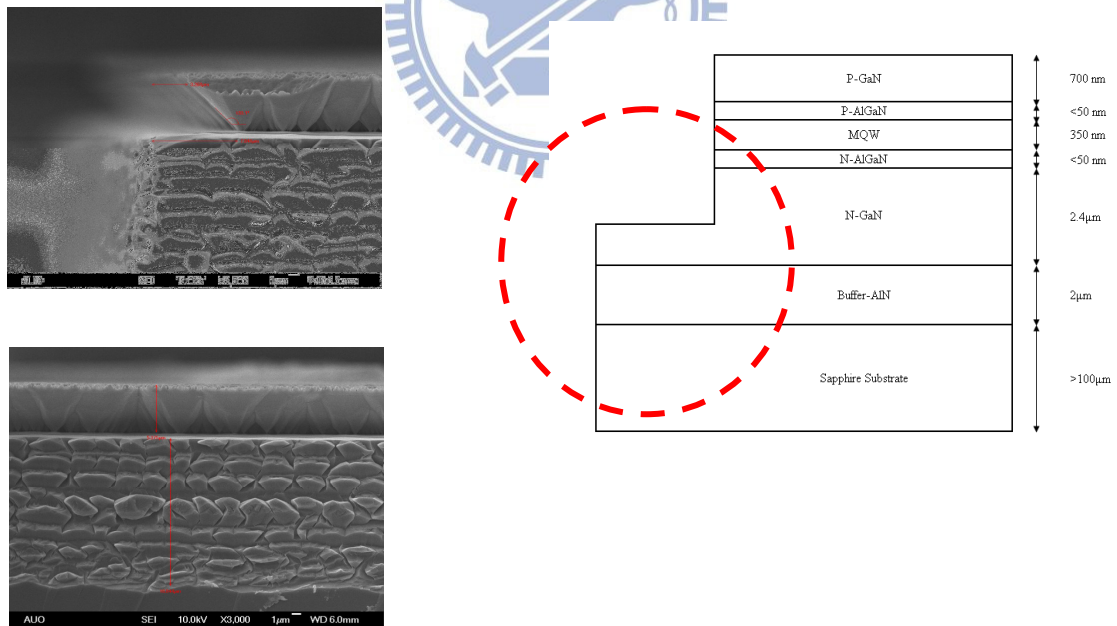 P-GaN
700 nm
P-AlGaN
<50 nm
MQW
350 nm
N-AlGaN
<50 nm
N-GaN
2.4μm
Buffer-AlN
2μm
Sapphire Substrate
>100μm
AUO SEI 10.0kV X3,000 1μm WD 6.0mm